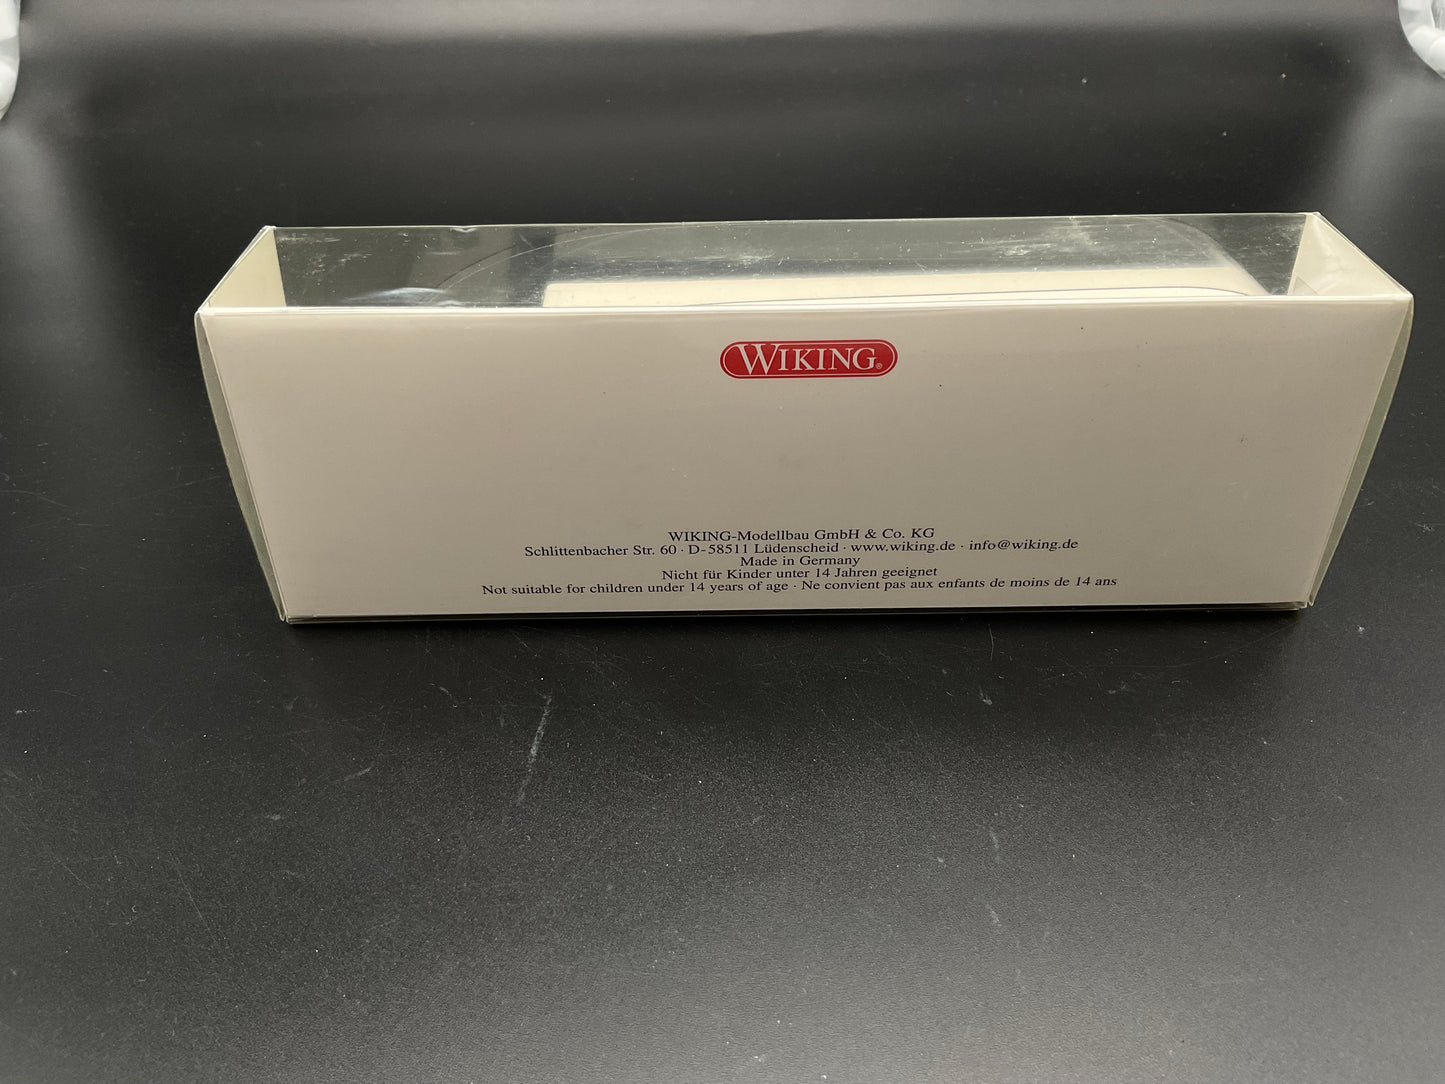 WIKING®
WIKING-Modellbau GmbH & Co. KG
Schlittenbacher Str. 60 · D-58511 Lüdenscheid · www.wiking.de · info@wiking.de
Made in Germany
Nicht für Kinder unter 14 Jahren geeignet
Not suitable for children under 14 years of age · Ne convient pas aux enfants de moins de 14 ans